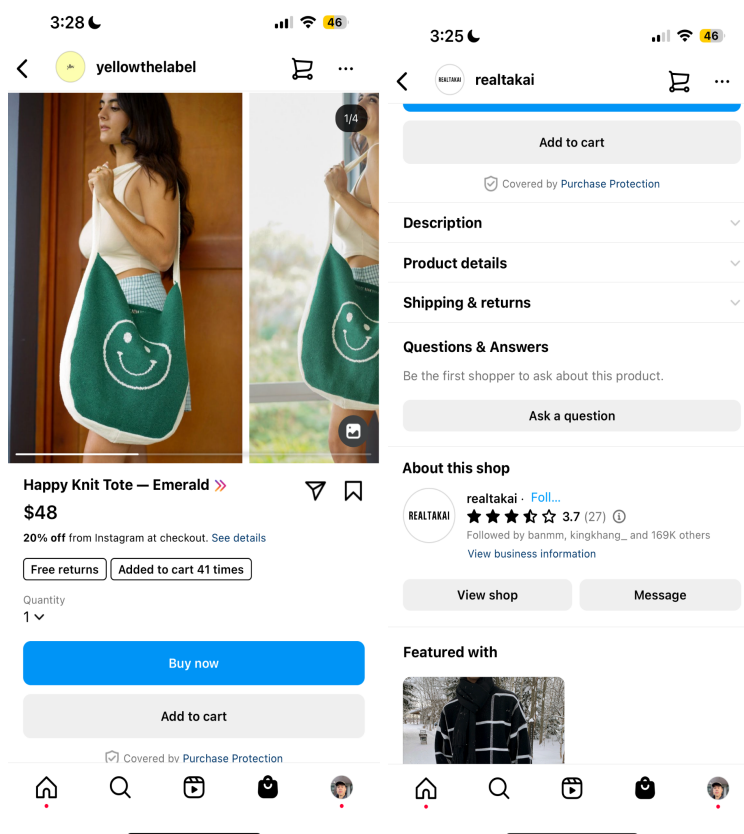 3:28
46
yellowthelabel
1/4
Happy Knit Tote — Emerald
$48
20% off from Instagram at checkout. See details
Free returns
Added to cart 41 times
Quantity
1
Buy now
Add to cart
Covered by Purchase Protection
3:25
46
REALTAKAI
realtakai
Add to cart
Covered by Purchase Protection
Description
Product details
Shipping & returns
Questions & Answers
Be the first shopper to ask about this product.
Ask a question
About this shop
REALTAKAI
realtakai · Foll...
3.7 (27)
Followed by banmm, kingkhang_ and 169K others
View business information
View shop
Message
Featured with